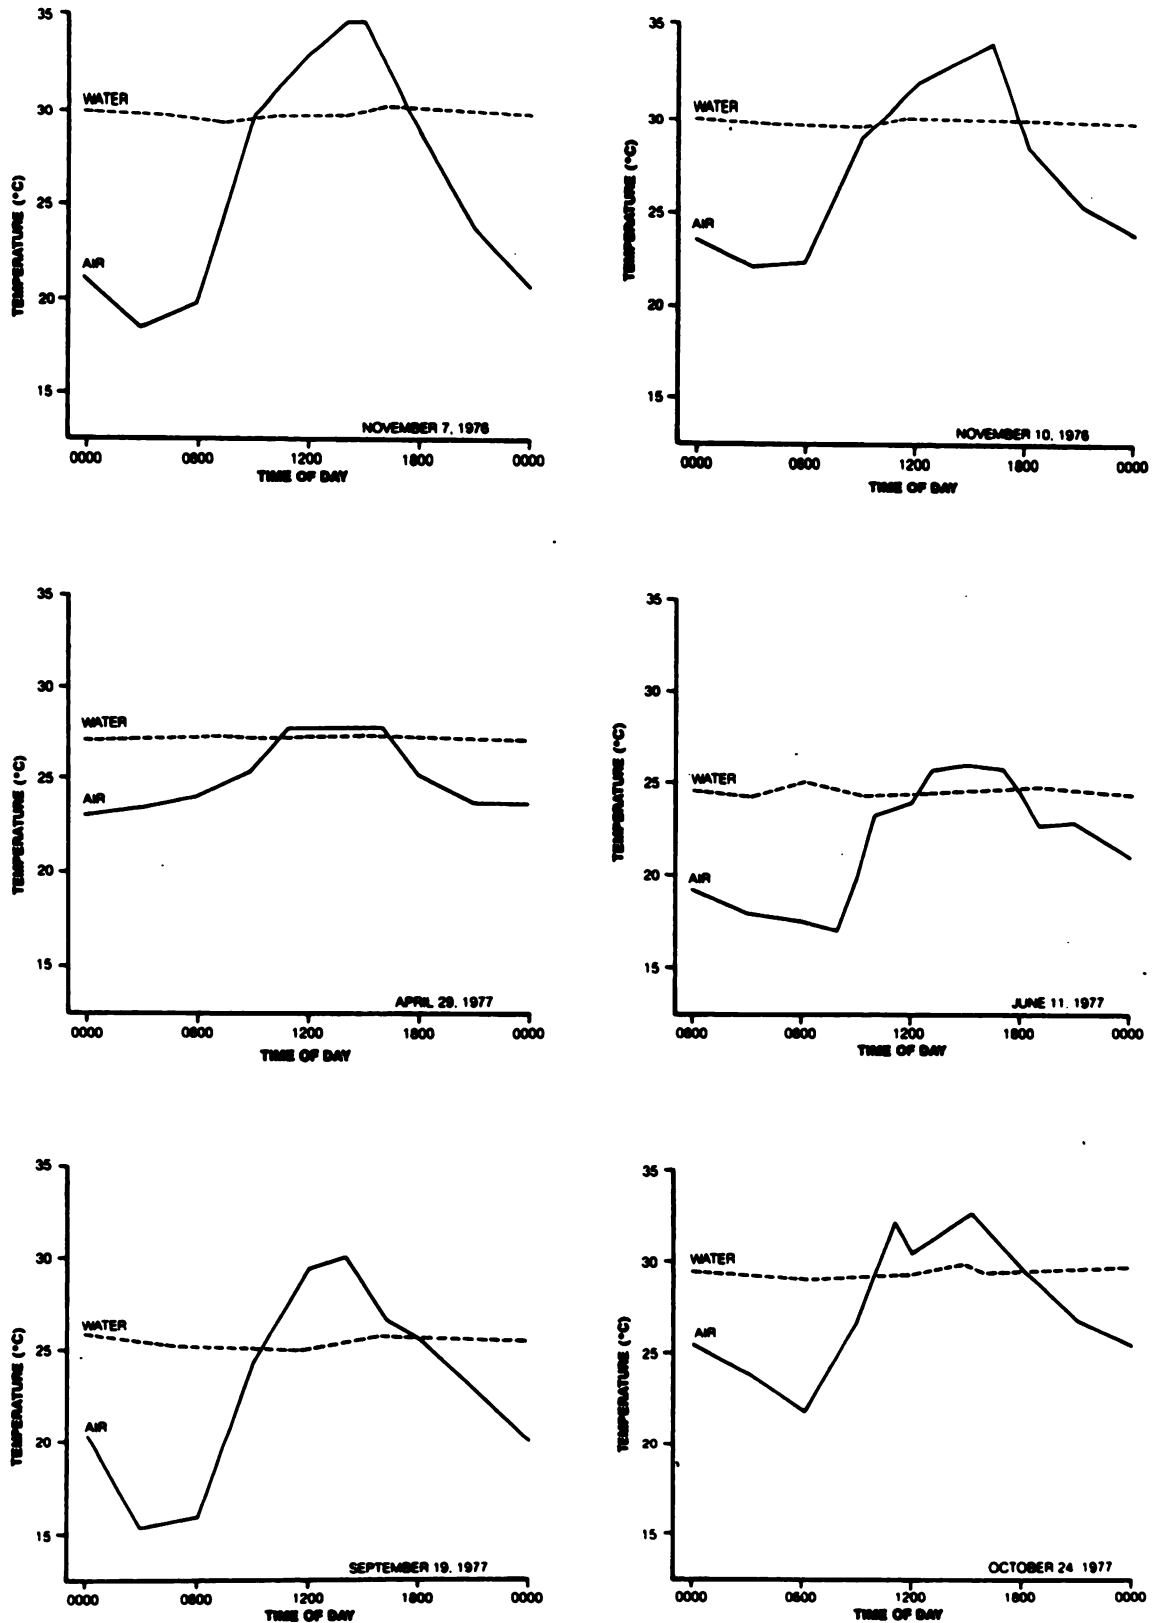 35
30
25
20
15
TEMPERATURE (°C)
WATER
AIR
NOVEMBER 7, 1976
0000 0600 1200 1800 0000
TIME OF DAY
35
30
25
20
15
TEMPERATURE (°C)
WATER
AIR
NOVEMBER 10, 1976
0000 0600 1200 1800 0000
TIME OF DAY
35
30
25
20
15
TEMPERATURE (°C)
WATER
AIR
APRIL 29, 1977
0000 0600 1200 1800 0000
TIME OF DAY
35
30
25
20
15
TEMPERATURE (°C)
WATER
AIR
JUNE 11, 1977
0000 0600 1200 1800 0000
TIME OF DAY
35
30
25
20
15
TEMPERATURE (°C)
WATER
AIR
SEPTEMBER 19, 1977
0000 0600 1200 1800 0000
TIME OF DAY
35
30
25
20
15
TEMPERATURE (°C)
WATER
AIR
OCTOBER 24 1977
0000 0600 1200 1800 0000
TIME OF DAY